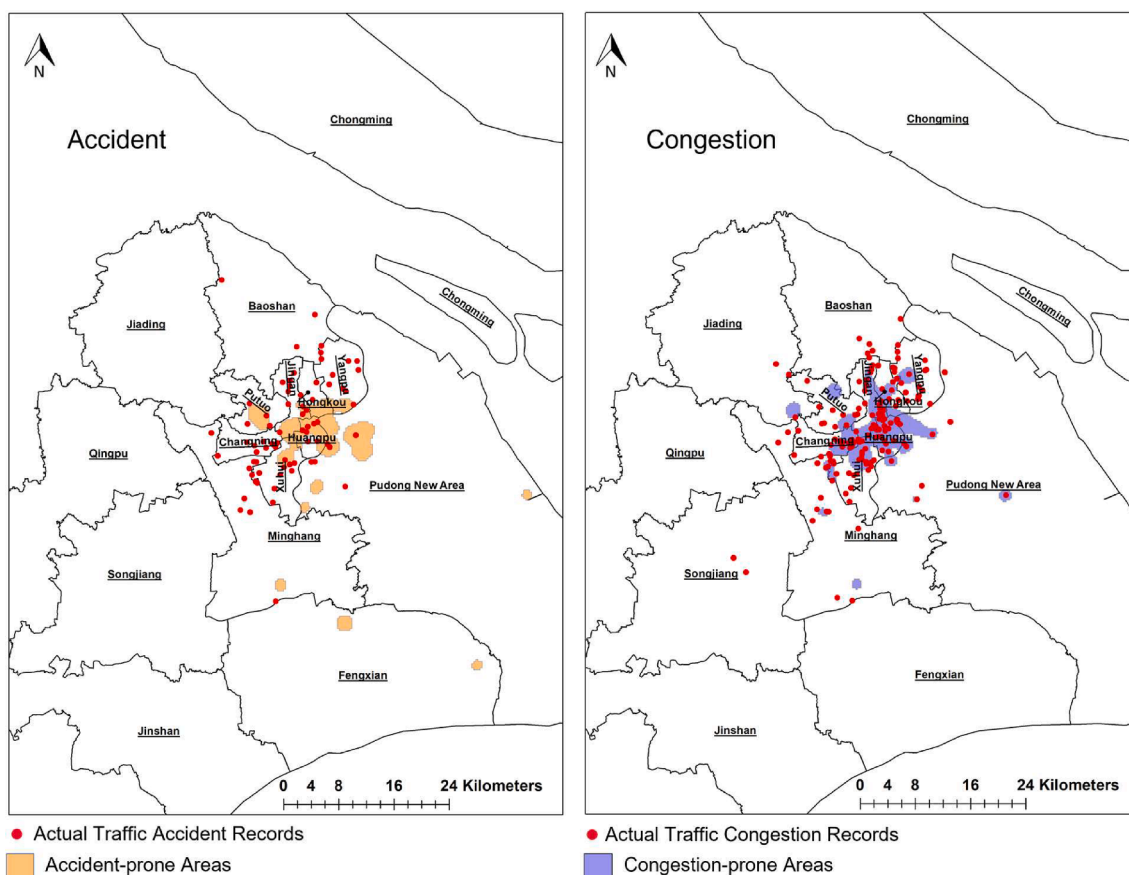 N
Accident
Chongming
Chongming
Baoshan
Jiading
Yangpu
Putuo
Hongkou
Changning
Huangpu
Xuhui
Qingpu
Pudong New Area
Minghang
Songjiang
Fengxian
Jinshan
0 4 8 16 24 Kilometers
Actual Traffic Accident Records
Accident-prone Areas
N
Congestion
Chongming
Chongming
Baoshan
Jiading
Yangpu
Putuo
Hongkou
Changning
Huangpu
Xuhui
Qingpu
Pudong New Area
Minghang
Songjiang
Fengxian
Jinshan
0 4 8 16 24 Kilometers
Actual Traffic Congestion Records
Congestion-prone Areas